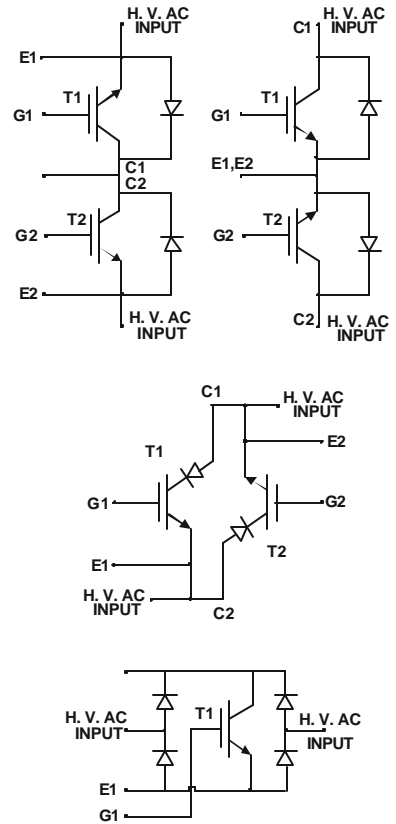 H. V. AC
INPUT
E1
T1
G1
C1
C2
T2
G2
E2
H. V. AC
INPUT
C1
H. V. AC
INPUT
T1
G1
E1,E2
T2
G2
C2
H. V. AC
INPUT
C1
H. V. AC
INPUT
E2
T1
G1
G2
T2
E1
H. V. AC
INPUT
C2
T1
H. V. AC
INPUT
H. V. AC
INPUT
E1
G1